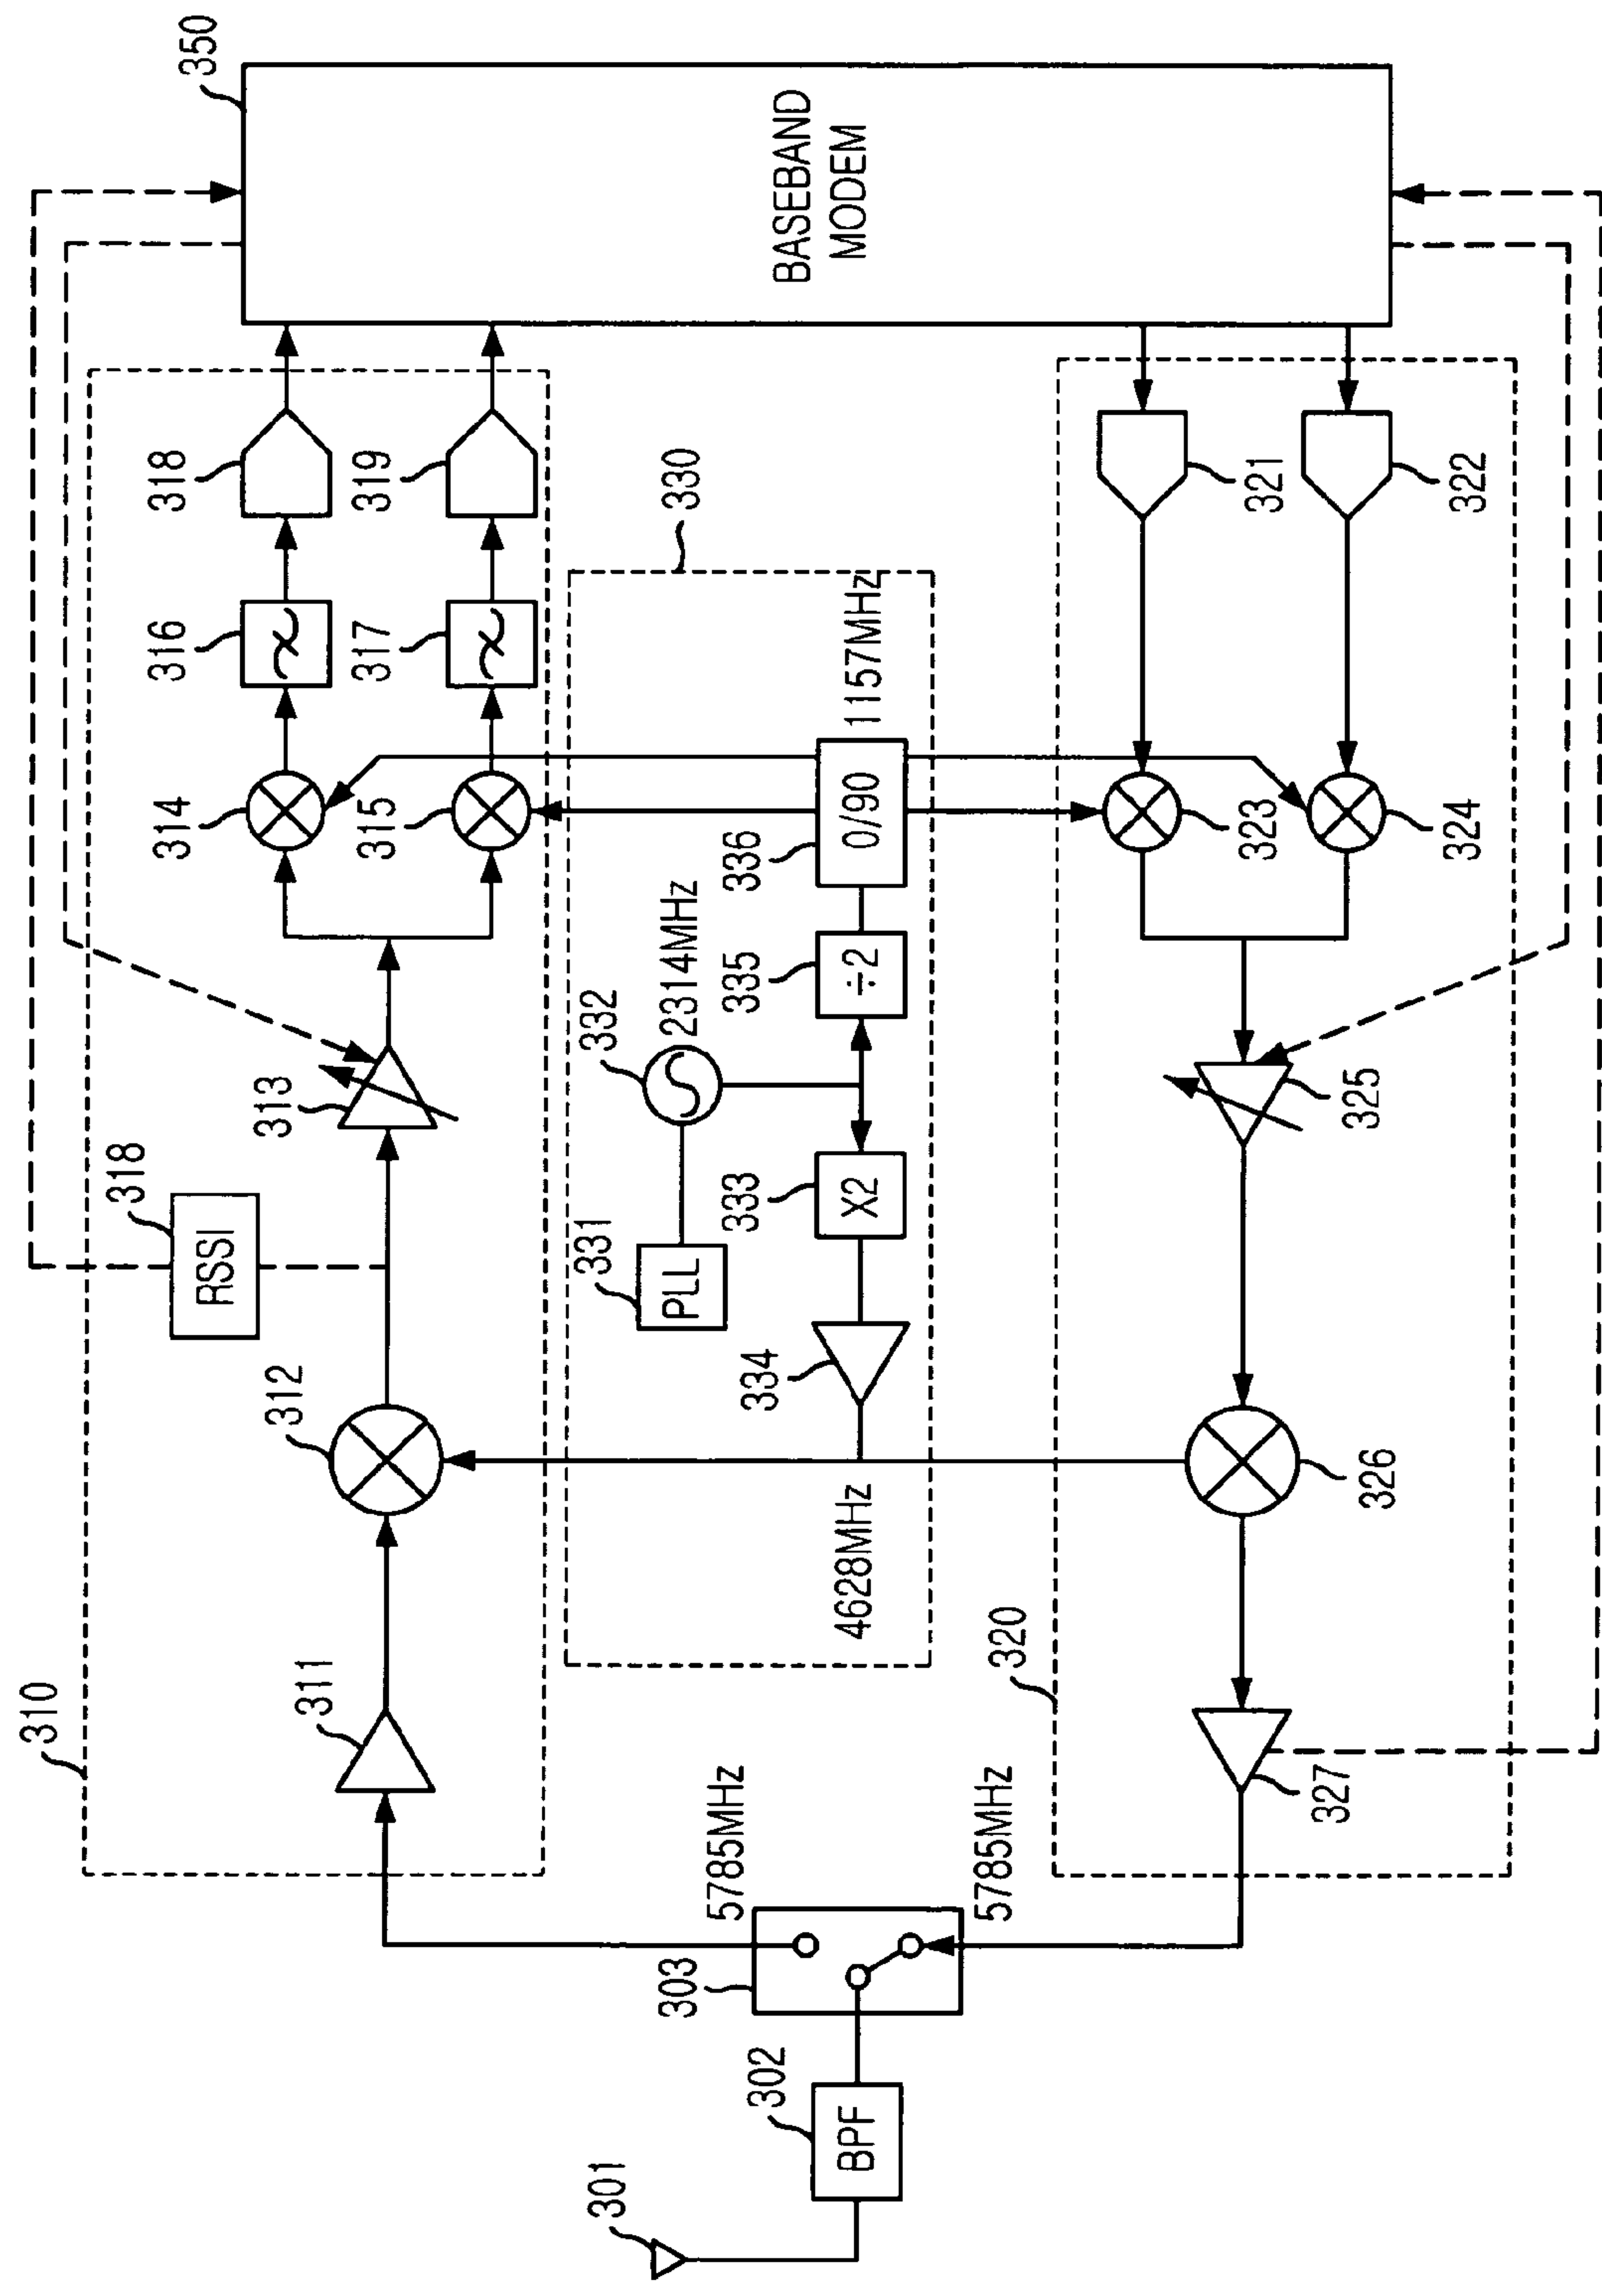 310
311
312
318
RSSI
313
314
315
316
317
318
319
350
BASEBAND
MODEM
330
331
PLL
332
2314MHz
333
X2
334
4628MHz
335
÷2
336
0/90
1157MHz
301
302
BPF
303
5785MHz
5785MHz
320
321
322
323
324
325
326
327